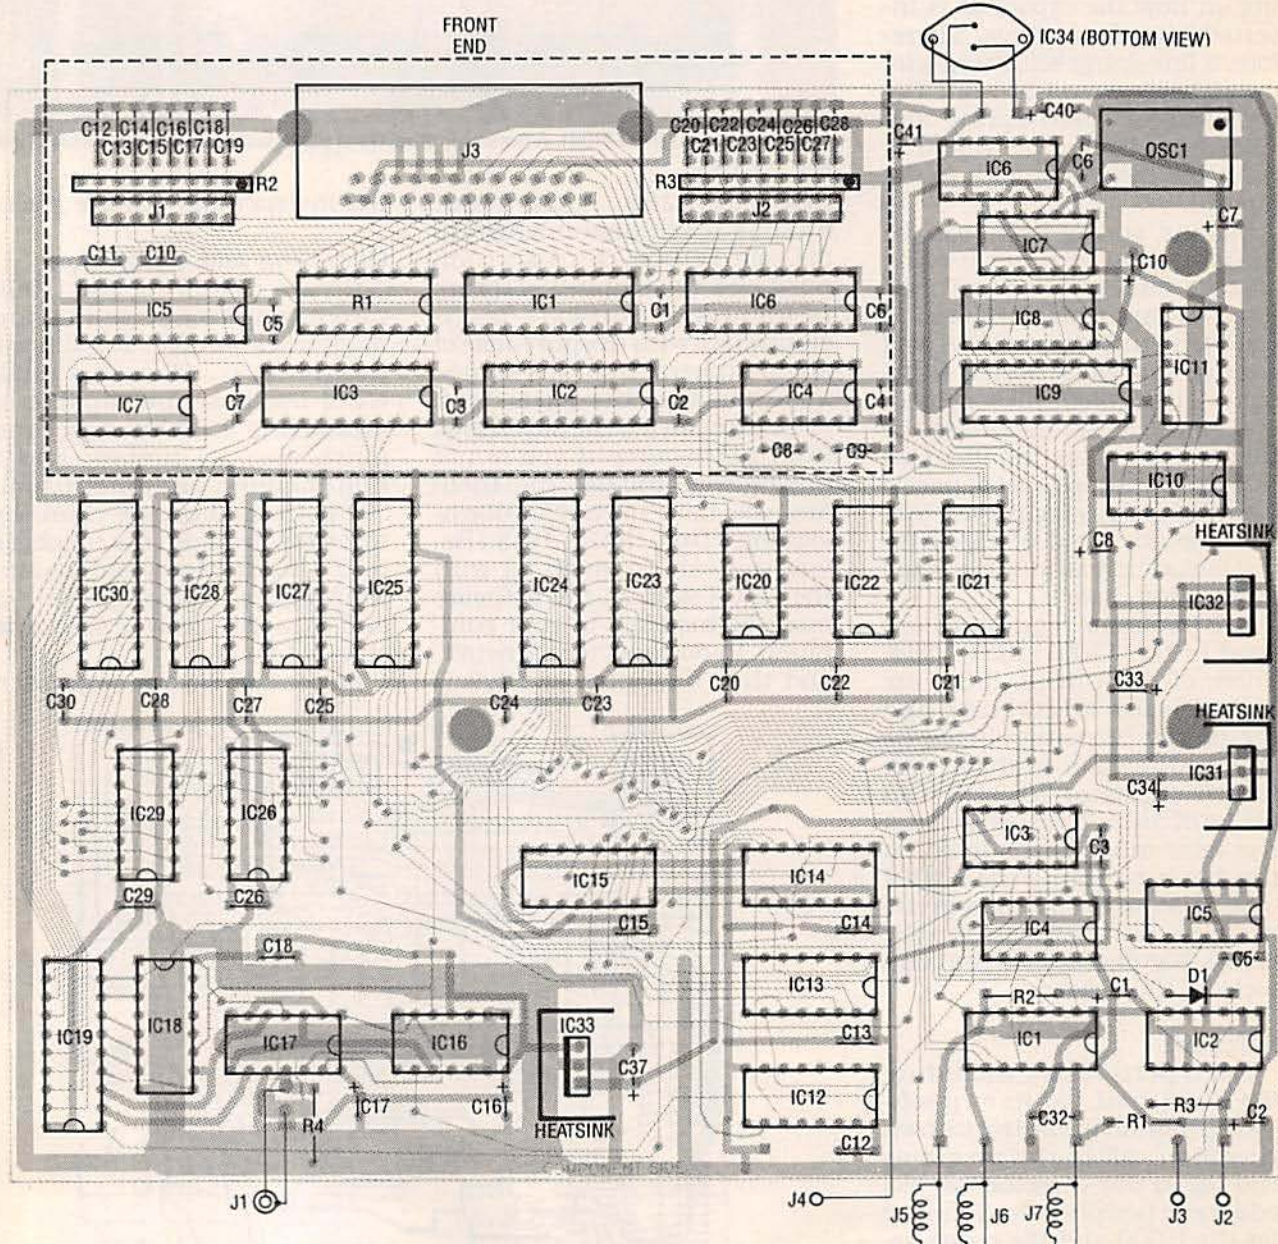 FRONT
END
IC34 (BOTTOM VIEW)
C12 C14 C16 C18
C13 C15 C17 C19
J3
C20 C22 C24 C26 C28
C21 C23 C25 C27
C41
+ C40
OSC1
IC6
C6
R2
R3
J1
J2
C7
IC7
C11
C10
C10
IC5
C5
R1
IC1
C1
IC6
C6
IC8
IC11
IC7
C7
IC3
C3
IC2
C2
IC4
C4
IC9
C8
C9
IC10
HEATSINK
C8
IC30
IC28
IC27
IC25
IC24
IC23
IC20
IC22
IC21
IC32
C30
C28
C27
C25
C24
C23
C20
C22
C21
C33
HEATSINK
IC31
C34
IC29
IC26
IC3
C3
IC15
IC14
C29
C26
C15
C14
IC4
IC5
C18
C5
IC13
R2
C1
D1
IC19
IC18
IC17
IC16
IC33
C37
C13
IC1
IC2
C17
C16
R4
IC12
HEATSINK
C32
R1
R3
C2
C12
COMPONENT SIDE
J1
J4
J5
J6
J7
J3
J2